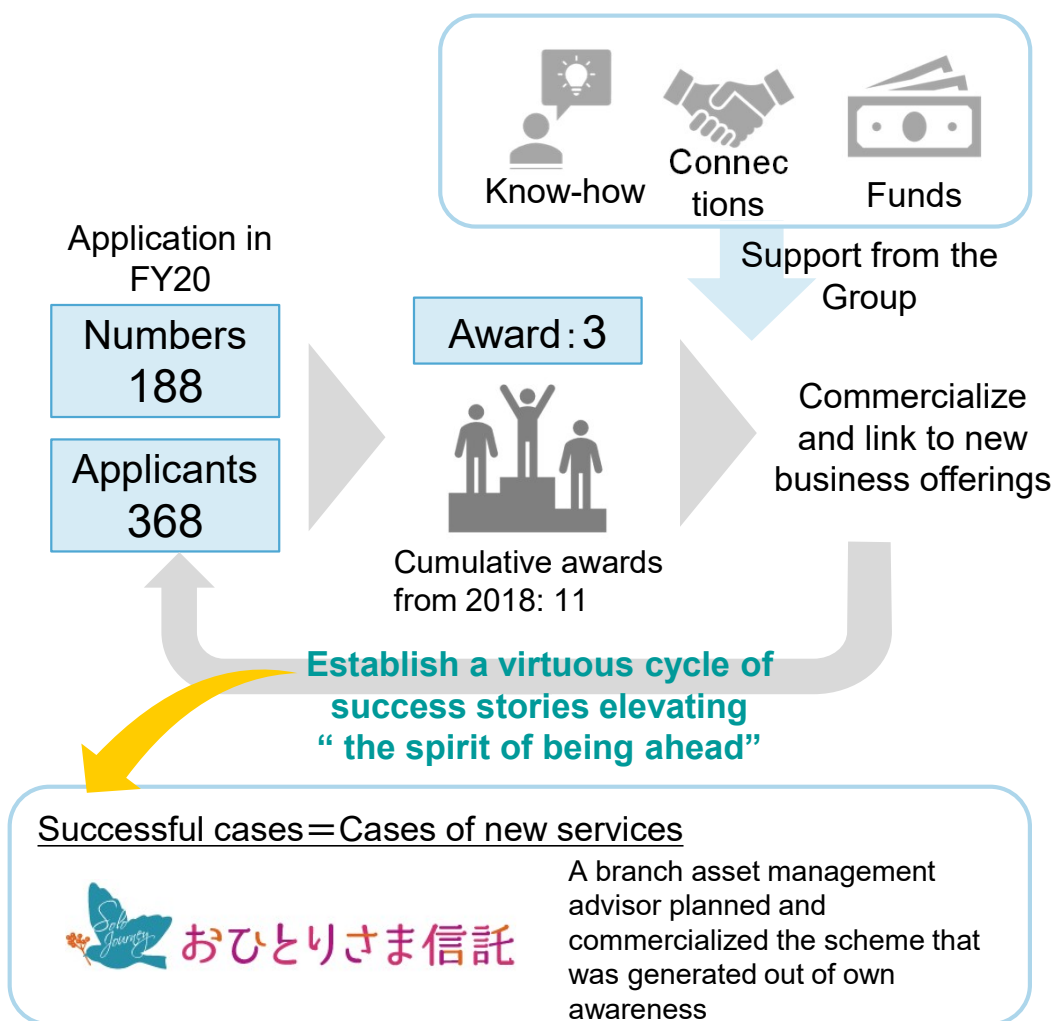 Know-how
Connec
tions
Funds
Support from the
Group
Application in
FY20
Numbers
188
Applicants
368
Award：3
Cumulative awards
from 2018: 11
Commercialize
and link to new
business offerings
Establish a virtuous cycle of
success stories elevating
“ the spirit of being ahead”
Successful cases＝Cases of new services
Solo
Journey
おひとりさま信託
A branch asset management
advisor planned and
commercialized the scheme that
was generated out of own
awareness